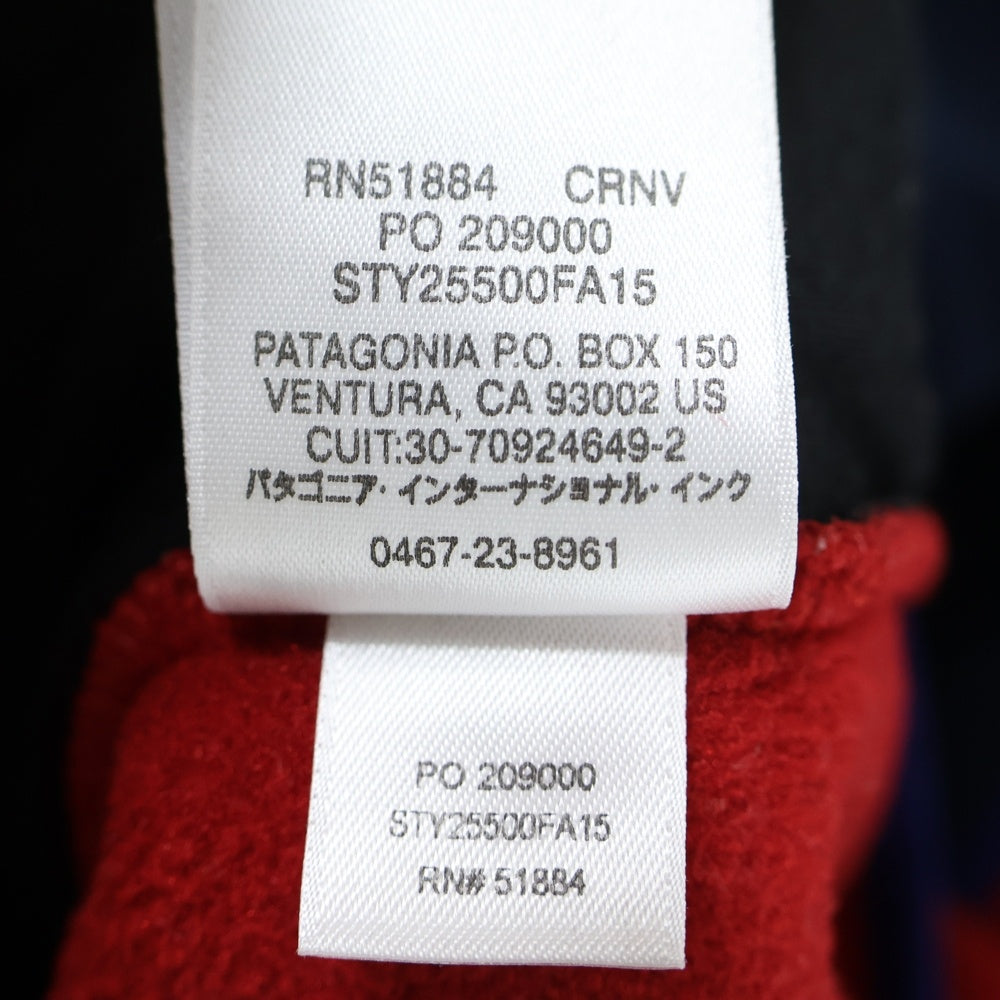 RN51884 CRNV
PO 209000
STY25500FA15
PATAGONIA P.O. BOX 150
VENTURA, CA 93002 US
CUIT:30-70924649-2
パタゴニア・インターナショナル・インク
0467-23-8961
PO 209000
STY25500FA15
RN# 51884